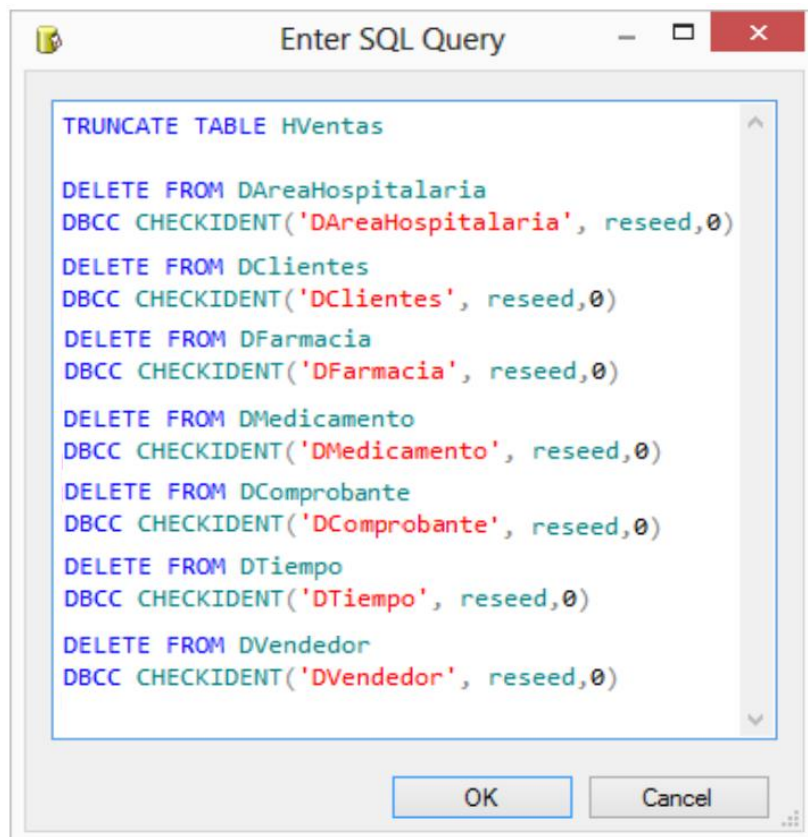 Enter SQL Query
TRUNCATE TABLE HVentas
DELETE FROM DAreaHospitalaria
DBCC CHECKIDENT('DAreaHospitalaria', reseed,0)
DELETE FROM DClientes
DBCC CHECKIDENT('DClientes', reseed,0)
DELETE FROM DFarmacia
DBCC CHECKIDENT('DFarmacia', reseed,0)
DELETE FROM DMedicamento
DBCC CHECKIDENT('DMedicamento', reseed,0)
DELETE FROM DComprobante
DBCC CHECKIDENT('DComprobante', reseed,0)
DELETE FROM DTiempo
DBCC CHECKIDENT('DTiempo', reseed,0)
DELETE FROM DVendedor
DBCC CHECKIDENT('DVendedor', reseed,0)
OK Cancel